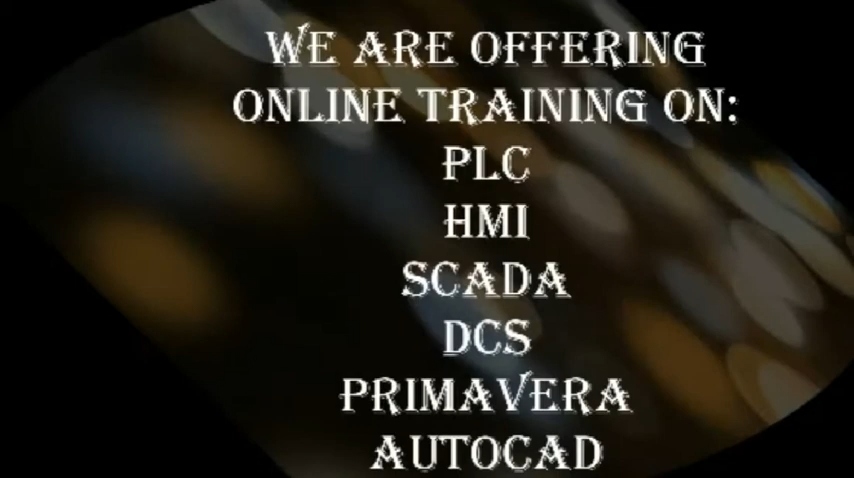 WE ARE OFFERING
ONLINE TRAINING ON:
PLC
HMI
SCADA
DCS
PRIMAVERA
AUTOCAD